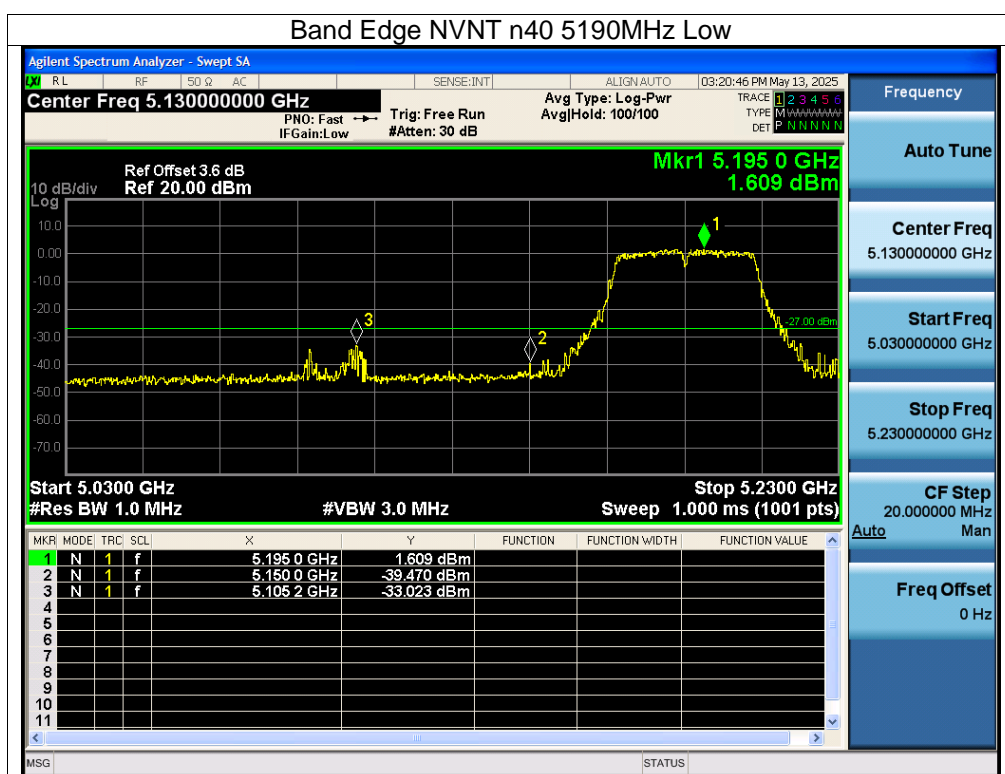 Band Edge NVNT n40 5190MHz Low
Agilent Spectrum Analyzer - Swept SA
LXI RL RF 50 Ω AC SENSE:INT ALIGN AUTO 03:20:46 PM May 13, 2025
Center Freq 5.130000000 GHz
PNO: Fast
IFGain:Low
Trig: Free Run
#Atten: 30 dB
Avg Type: Log-Pwr
Avg|Hold: 100/100
TRACE 1 2 3 4 5 6
TYPE M
DET P N N N N N
Mkr1 5.195 0 GHz
1.609 dBm
Ref Offset 3.6 dB
Ref 20.00 dBm
10 dB/div
Log
10.0
0.00
-10.0
-20.0
-30.0
-40.0
-50.0
-60.0
-70.0
1
2
3
-27.00 dBm
Start 5.0300 GHz Stop 5.2300 GHz
#Res BW 1.0 MHz #VBW 3.0 MHz Sweep 1.000 ms (1001 pts)
MKR MODE TRC SCL X Y FUNCTION FUNCTION WIDTH FUNCTION VALUE
1 N 1 f 5.195 0 GHz 1.609 dBm
2 N 1 f 5.150 0 GHz -39.470 dBm
3 N 1 f 5.105 2 GHz -33.023 dBm
4
5
6
7
8
9
10
11
MSG STATUS
Frequency
Auto Tune
Center Freq
5.130000000 GHz
Start Freq
5.030000000 GHz
Stop Freq
5.230000000 GHz
CF Step
20.000000 MHz
Auto Man
Freq Offset
0 Hz